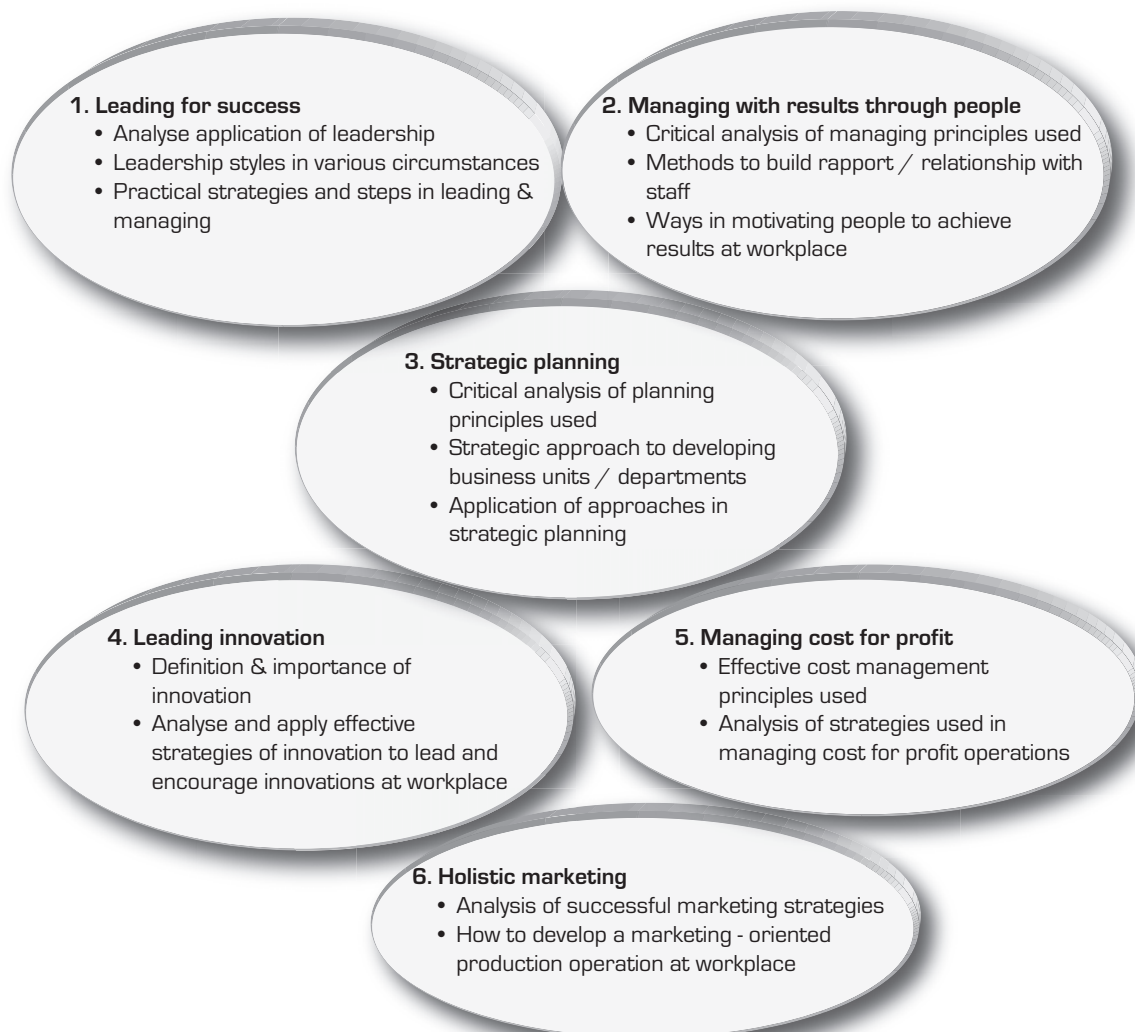 1. Leading for success
• Analyse application of leadership
• Leadership styles in various circumstances
• Practical strategies and steps in leading &
managing
2. Managing with results through people
• Critical analysis of managing principles used
• Methods to build rapport / relationship with
staff
• Ways in motivating people to achieve
results at workplace
3. Strategic planning
• Critical analysis of planning
principles used
• Strategic approach to developing
business units / departments
• Application of approaches in
strategic planning
4. Leading innovation
• Definition & importance of
innovation
• Analyse and apply effective
strategies of innovation to lead and
encourage innovations at workplace
5. Managing cost for profit
• Effective cost management
principles used
• Analysis of strategies used in
managing cost for profit operations
6. Holistic marketing
• Analysis of successful marketing strategies
• How to develop a marketing - oriented
production operation at workplace